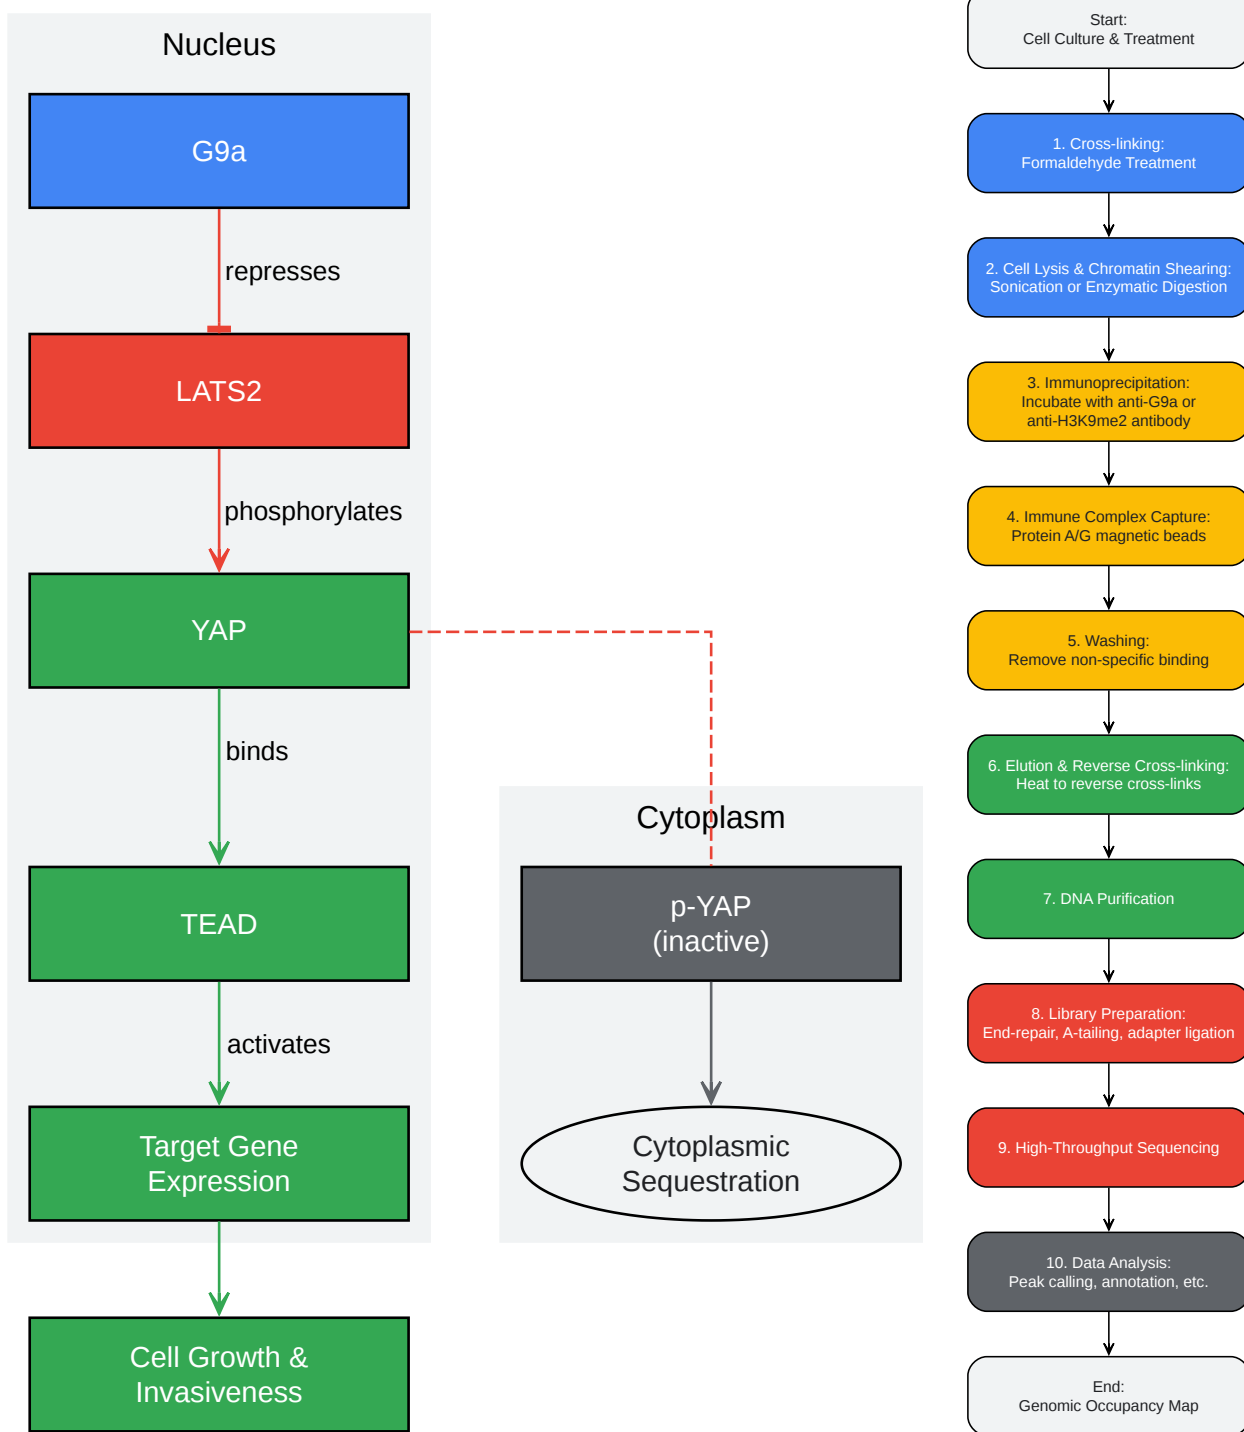 Nucleus
G9a
represses
LATS2
phosphorylates
YAP
binds
TEAD
activates
Target Gene
Expression
Cell Growth &
Invasiveness
Cytoplasm
p-YAP
(inactive)
Cytoplasmic
Sequestration
Start:
Cell Culture & Treatment
1. Cross-linking:
Formaldehyde Treatment
2. Cell Lysis & Chromatin Shearing:
Sonication or Enzymatic Digestion
3. Immunoprecipitation:
Incubate with anti-G9a or
anti-H3K9me2 antibody
4. Immune Complex Capture:
Protein A/G magnetic beads
5. Washing:
Remove non-specific binding
6. Elution & Reverse Cross-linking:
Heat to reverse cross-links
7. DNA Purification
8. Library Preparation:
End-repair, A-tailing, adapter ligation
9. High-Throughput Sequencing
10. Data Analysis:
Peak calling, annotation, etc.
End:
Genomic Occupancy Map